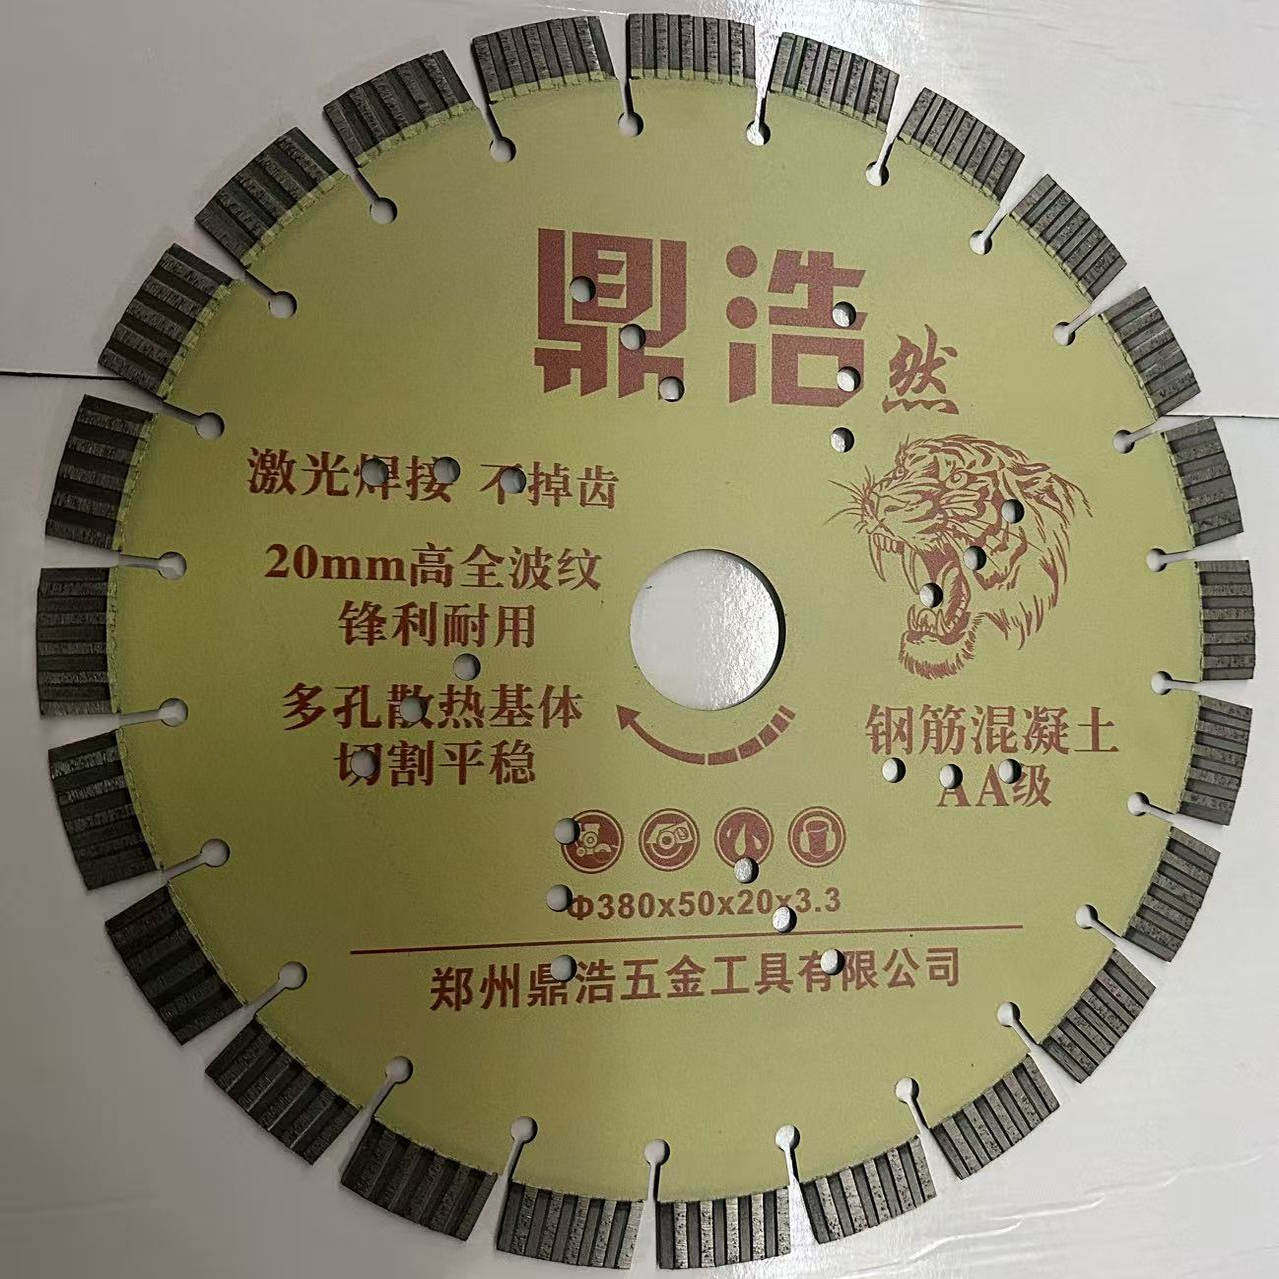 鼎浩然
激光焊接 不掉齿
20mm高全波纹
锋利耐用
多孔散热基体
切割平稳
钢筋混凝土
AA级
Φ380x50x20x3.3
郑州鼎浩五金工具有限公司